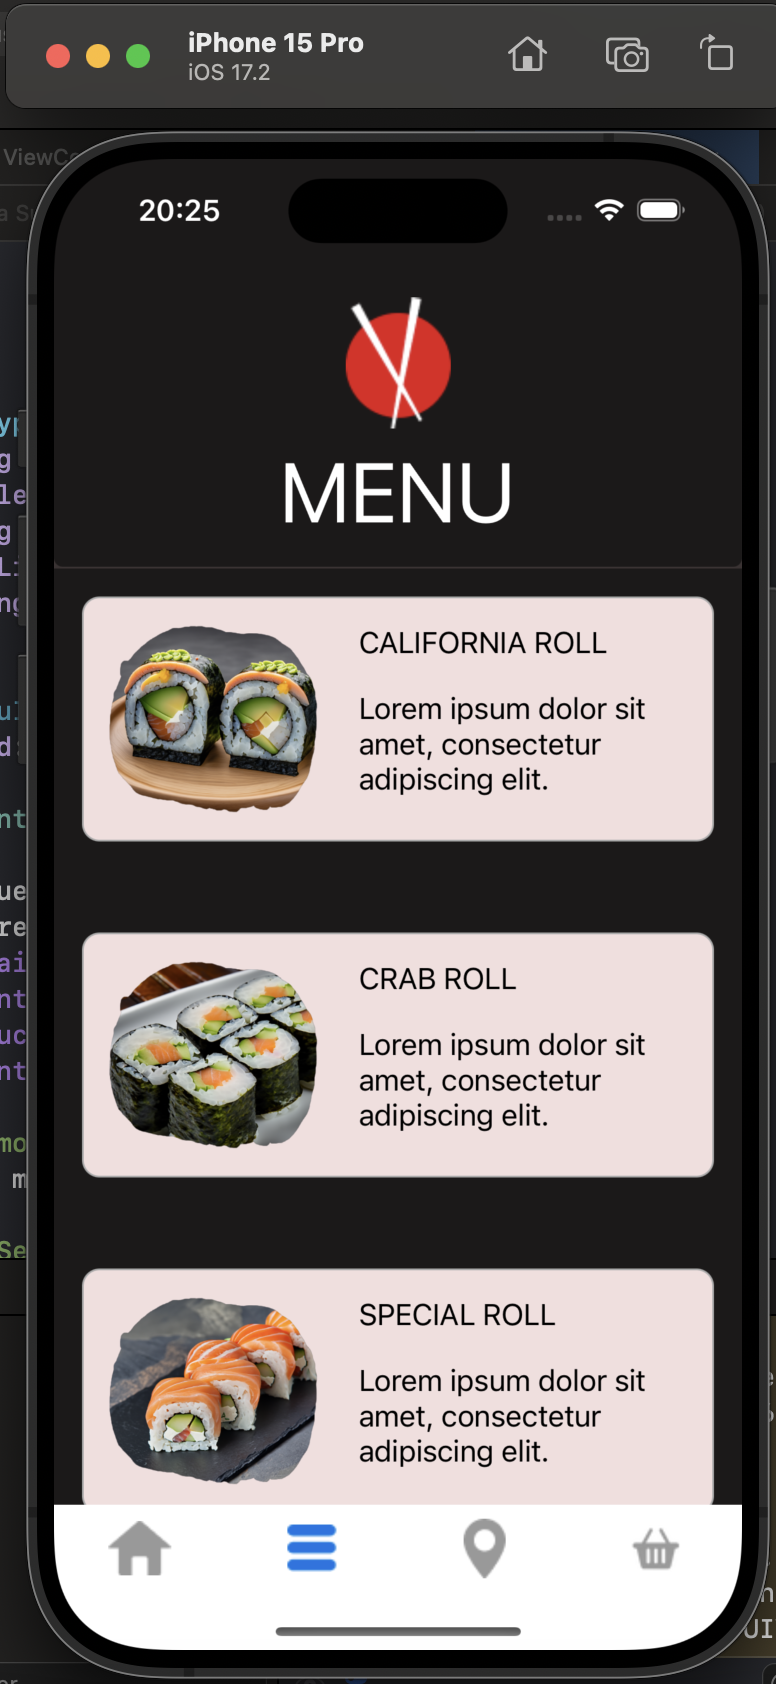 iPhone 15 Pro
iOS 17.2
20:25
MENU
CALIFORNIA ROLL
Lorem ipsum dolor sit
amet, consectetur
adipiscing elit.
CRAB ROLL
Lorem ipsum dolor sit
amet, consectetur
adipiscing elit.
SPECIAL ROLL
Lorem ipsum dolor sit
amet, consectetur
adipiscing elit.